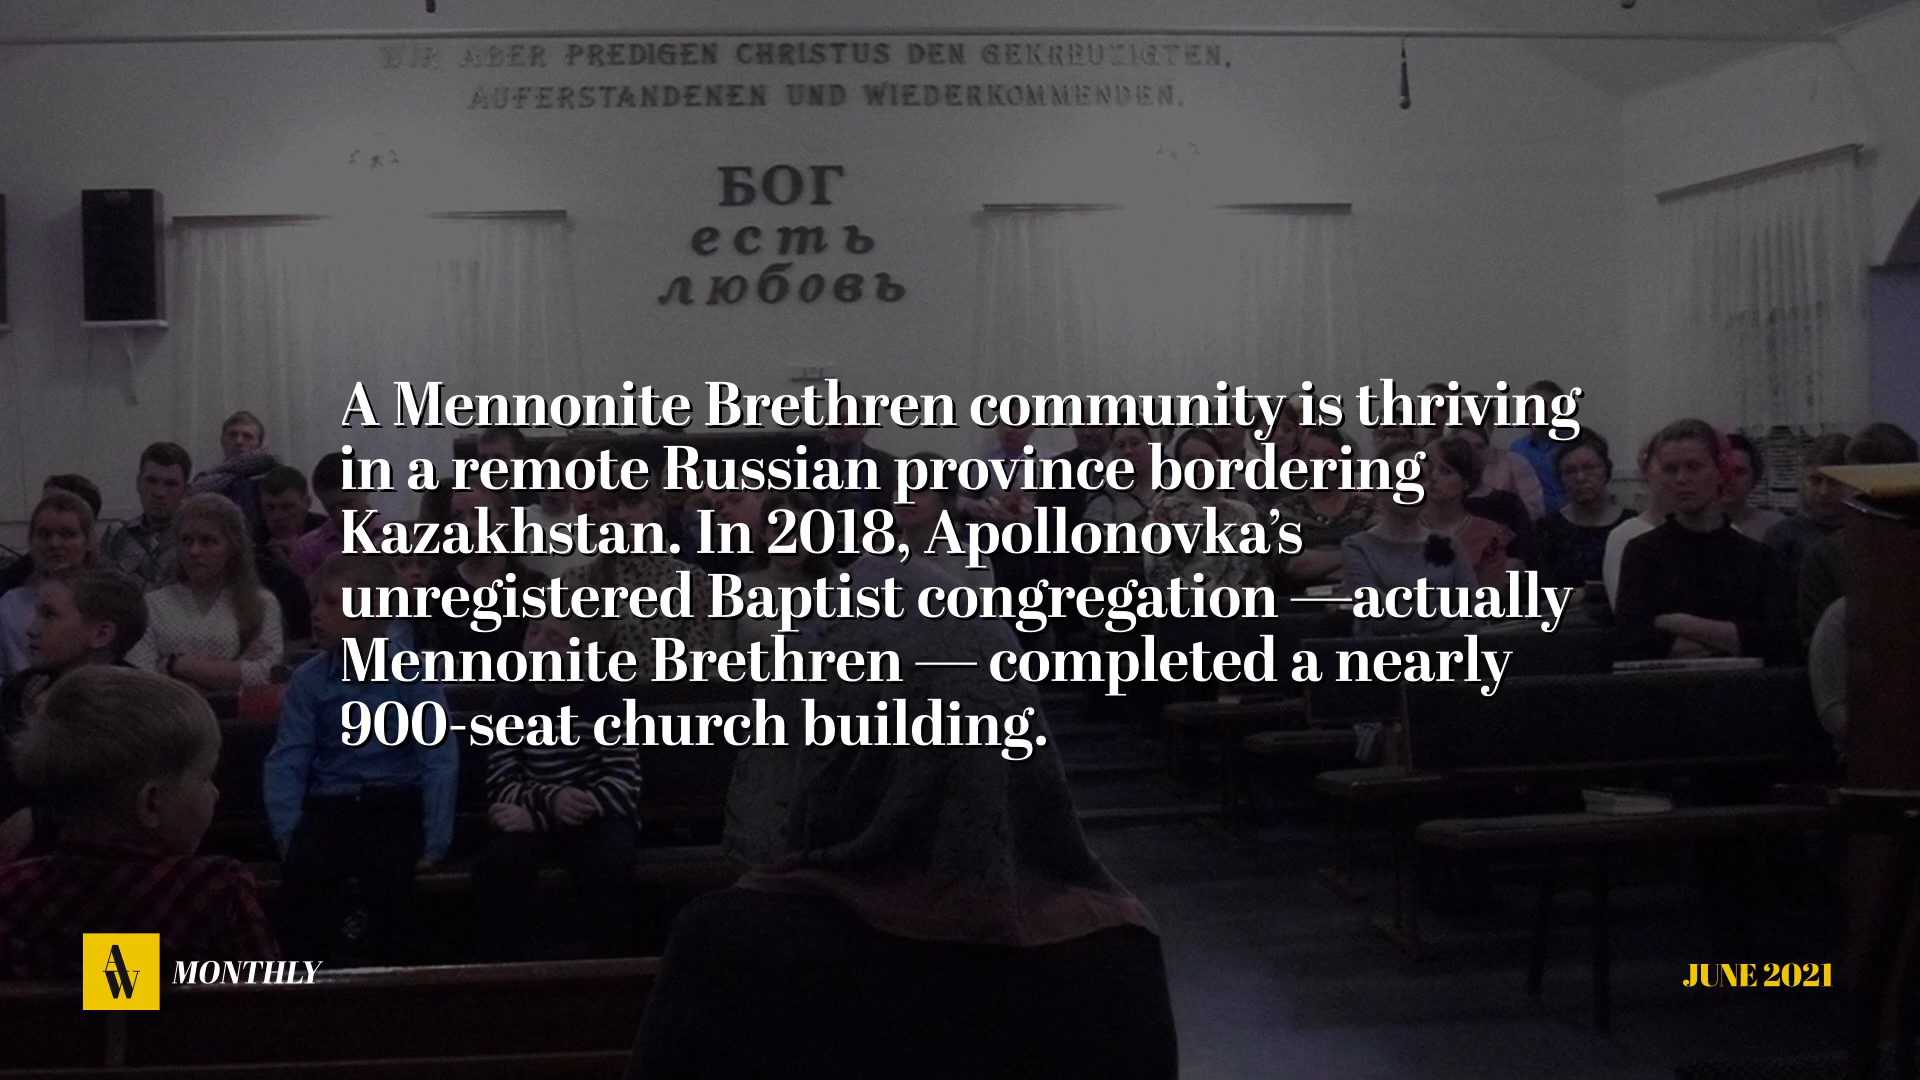 WIR ABER PREDIGEN CHRISTUS DEN GEKREUZIGTEN,
AUFERSTANDENEN UND WIEDERKOMMENDEN.
БОГ
есть
любовь
A Mennonite Brethren community is thriving
in a remote Russian province bordering
Kazakhstan. In 2018, Apollonovka’s
unregistered Baptist congregation —actually
Mennonite Brethren — completed a nearly
900-seat church building.
AW MONTHLY
JUNE 2021